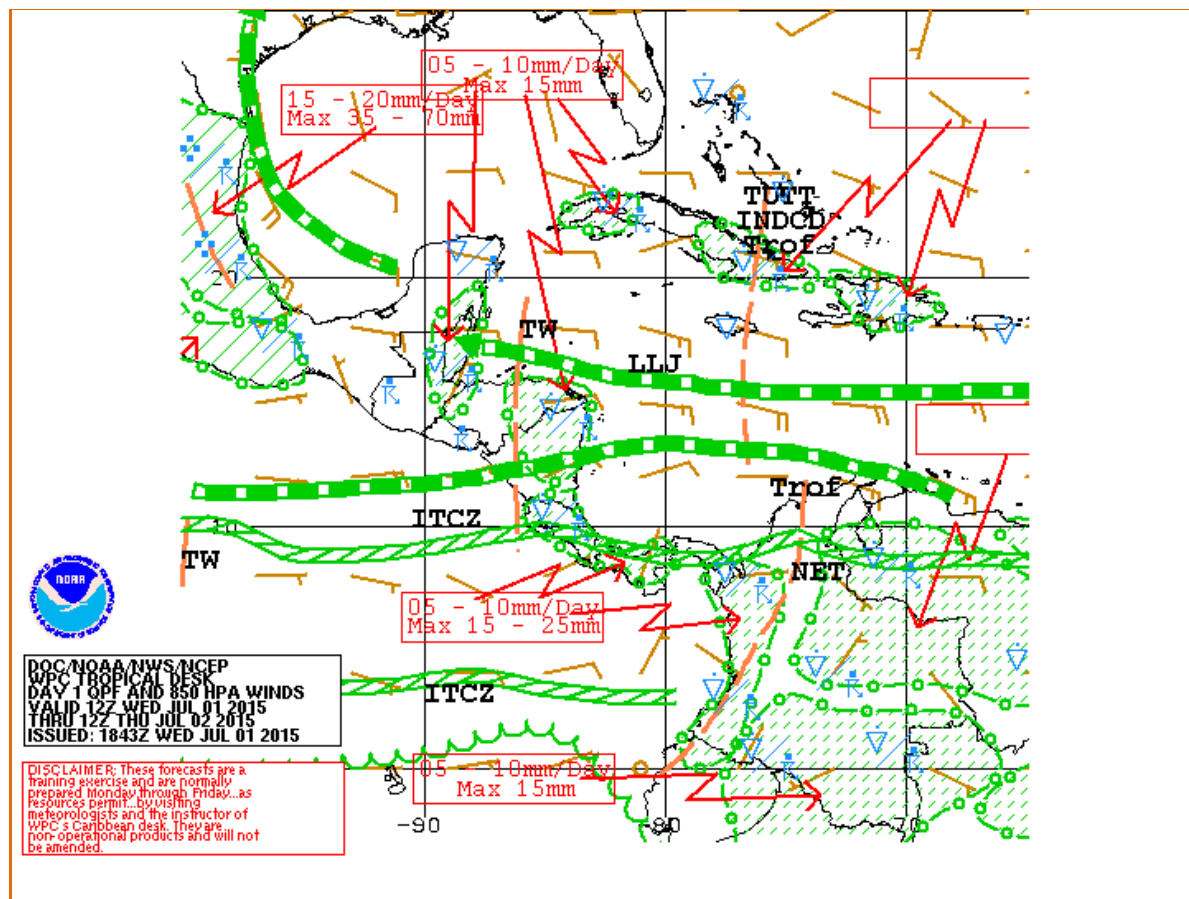 05 - 10mm/Day
Max 15mm
15 - 20mm/Day
Max 35 - 70mm
TUTT
INDCD
Trof
20
TW
LLJ
Trof
ITCZ
TW
NET
05 - 10mm/Day
Max 15 - 25mm
NOAA
DOC/NOAA/NWS/NCEP
WPC TROPICAL DESK
DAY 1 QPF AND 850 HPA WINDS
VALID 12Z WED JUL 01 2015
THRU 12Z THU JUL 02 2015
ISSUED: 1843Z WED JUL 01 2015
ITCZ
05 - 10mm/Day
Max 15mm
DISCLAIMER: These forecasts are a
training exercise and are normally
prepared monday through Friday...as
resources permit...by visiting
meteorologists and the instructor of
WPC s Caribbean desk. They are
non-operational products and will not
be amended.
-90
-80
-70